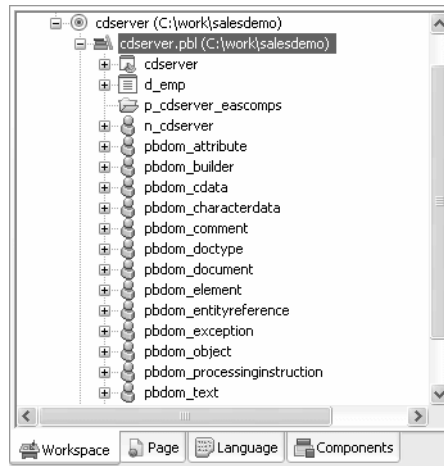 cdserver (C:\work\salesdemo)
cdserver.pbl (C:\work\salesdemo)
cdserver
d_emp
p_cdserver_eascomps
n_cdserver
pbdom_attribute
pbdom_builder
pbdom_cdata
pbdom_characterdata
pbdom_comment
pbdom_doctype
pbdom_document
pbdom_element
pbdom_entityreference
pbdom_exception
pbdom_object
pbdom_processinginstruction
pbdom_text
Workspace Page Language Components